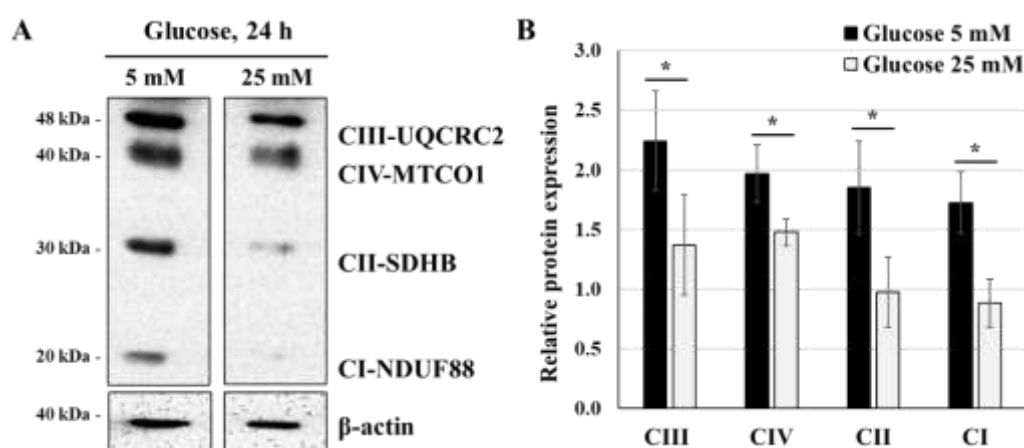 A
Glucose, 24 h
5 mM 25 mM
48 kDa -
40 kDa -
30 kDa -
20 kDa -
40 kDa -
CIII-UQCRC2
CIV-MTCO1
CII-SDHB
CI-NDUF88
β-actin
B
Glucose 5 mM
Glucose 25 mM
Relative protein expression
3.0
2.5
2.0
1.5
1.0
0.5
0.0
*
*
*
*
CIII CIV CII CI